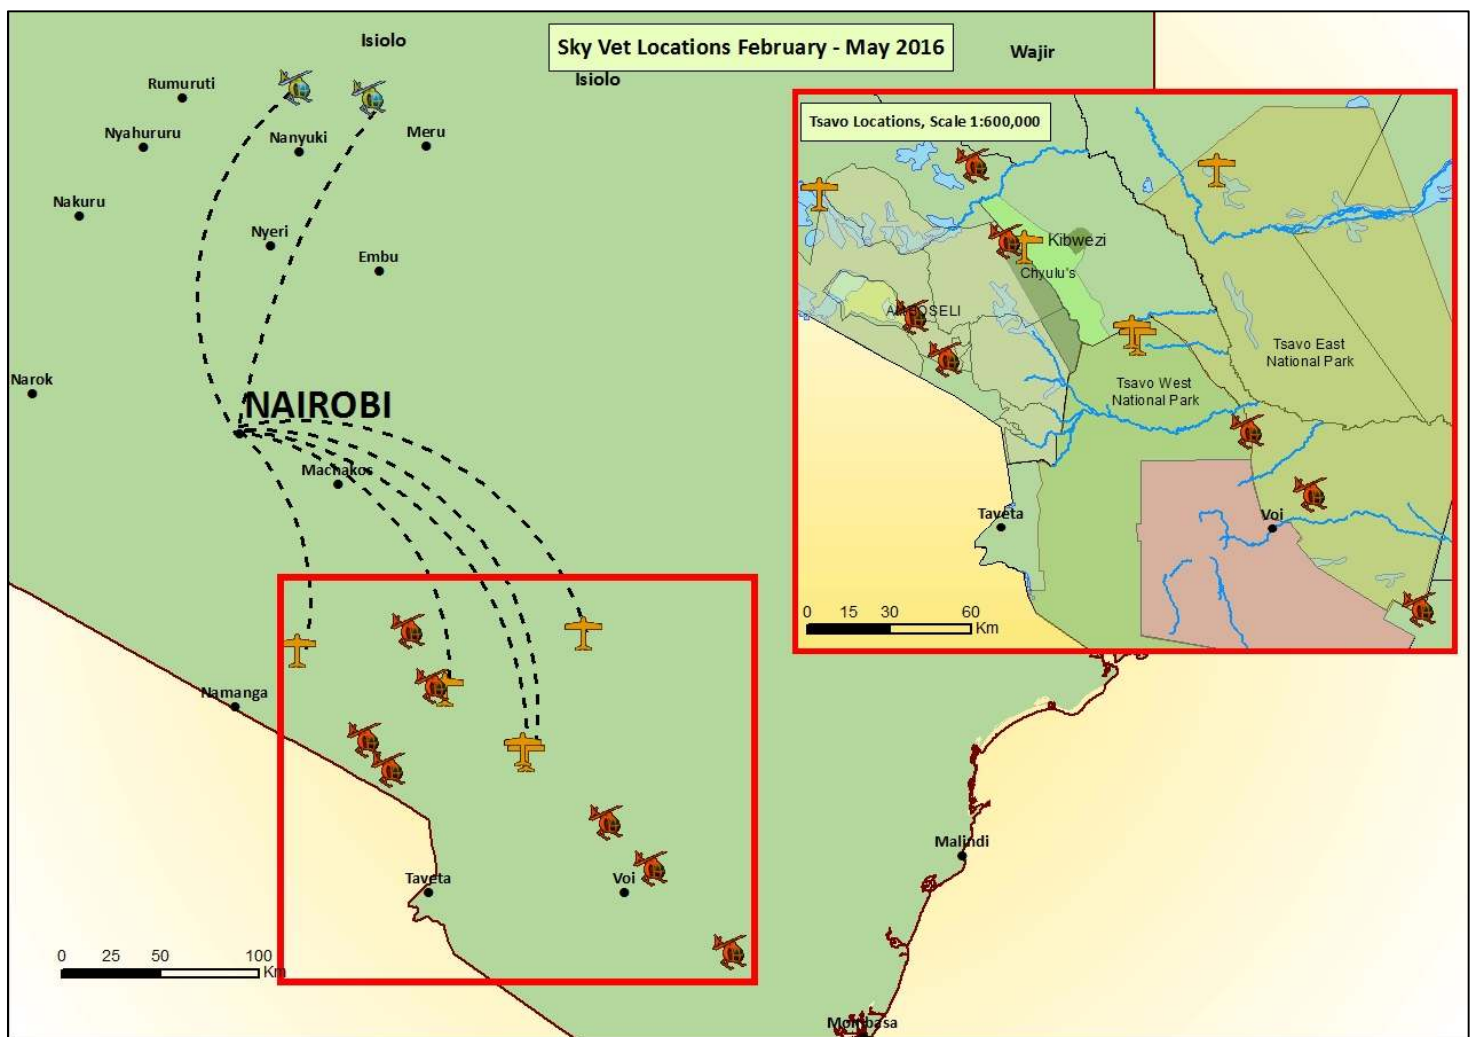 Sky Vet Locations February - May 2016
Isiolo
Isiolo
Wajir
Rumuruti
Nyahururu
Nanyuki
Meru
Nakuru
Nyeri
Embu
Narok
NAIROBI
Machakos
Namanga
Taveta
Voi
Malindi
Mombasa
0 25 50 100
Km
Tsavo Locations, Scale 1:600,000
Kibwezi
Chyulu's
Tsavo East
National Park
Tsavo West
National Park
Taveta
Voi
0 15 30 60
Km